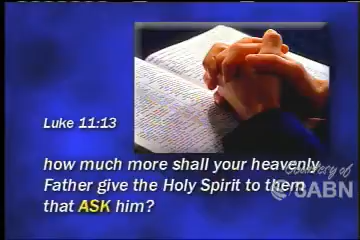 Luke 11:13
how much more shall your heavenly
Father give the Holy Spirit to them
that ASK him?
Courtesy of
3ABN